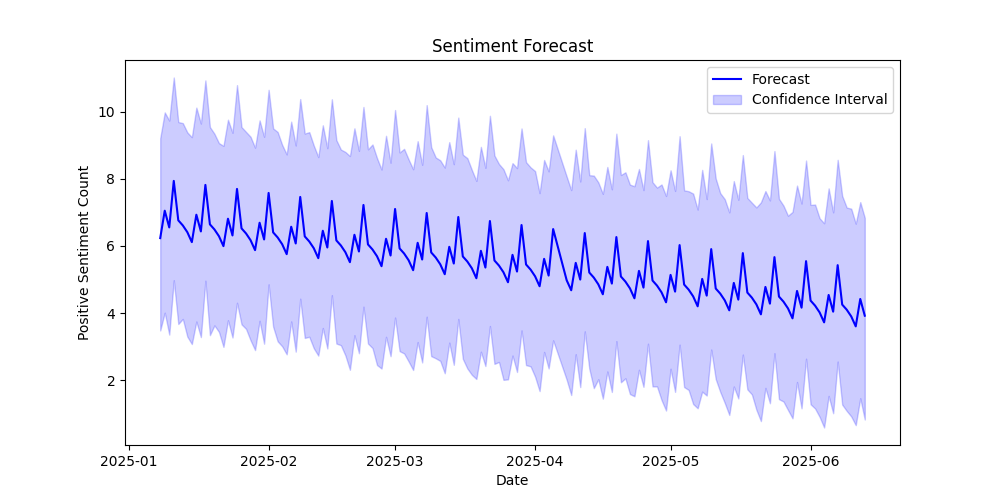 Sentiment Forecast
Forecast
Confidence Interval
Positive Sentiment Count
10
8
6
4
2
2025-01
2025-02
2025-03
2025-04
2025-05
2025-06
Date